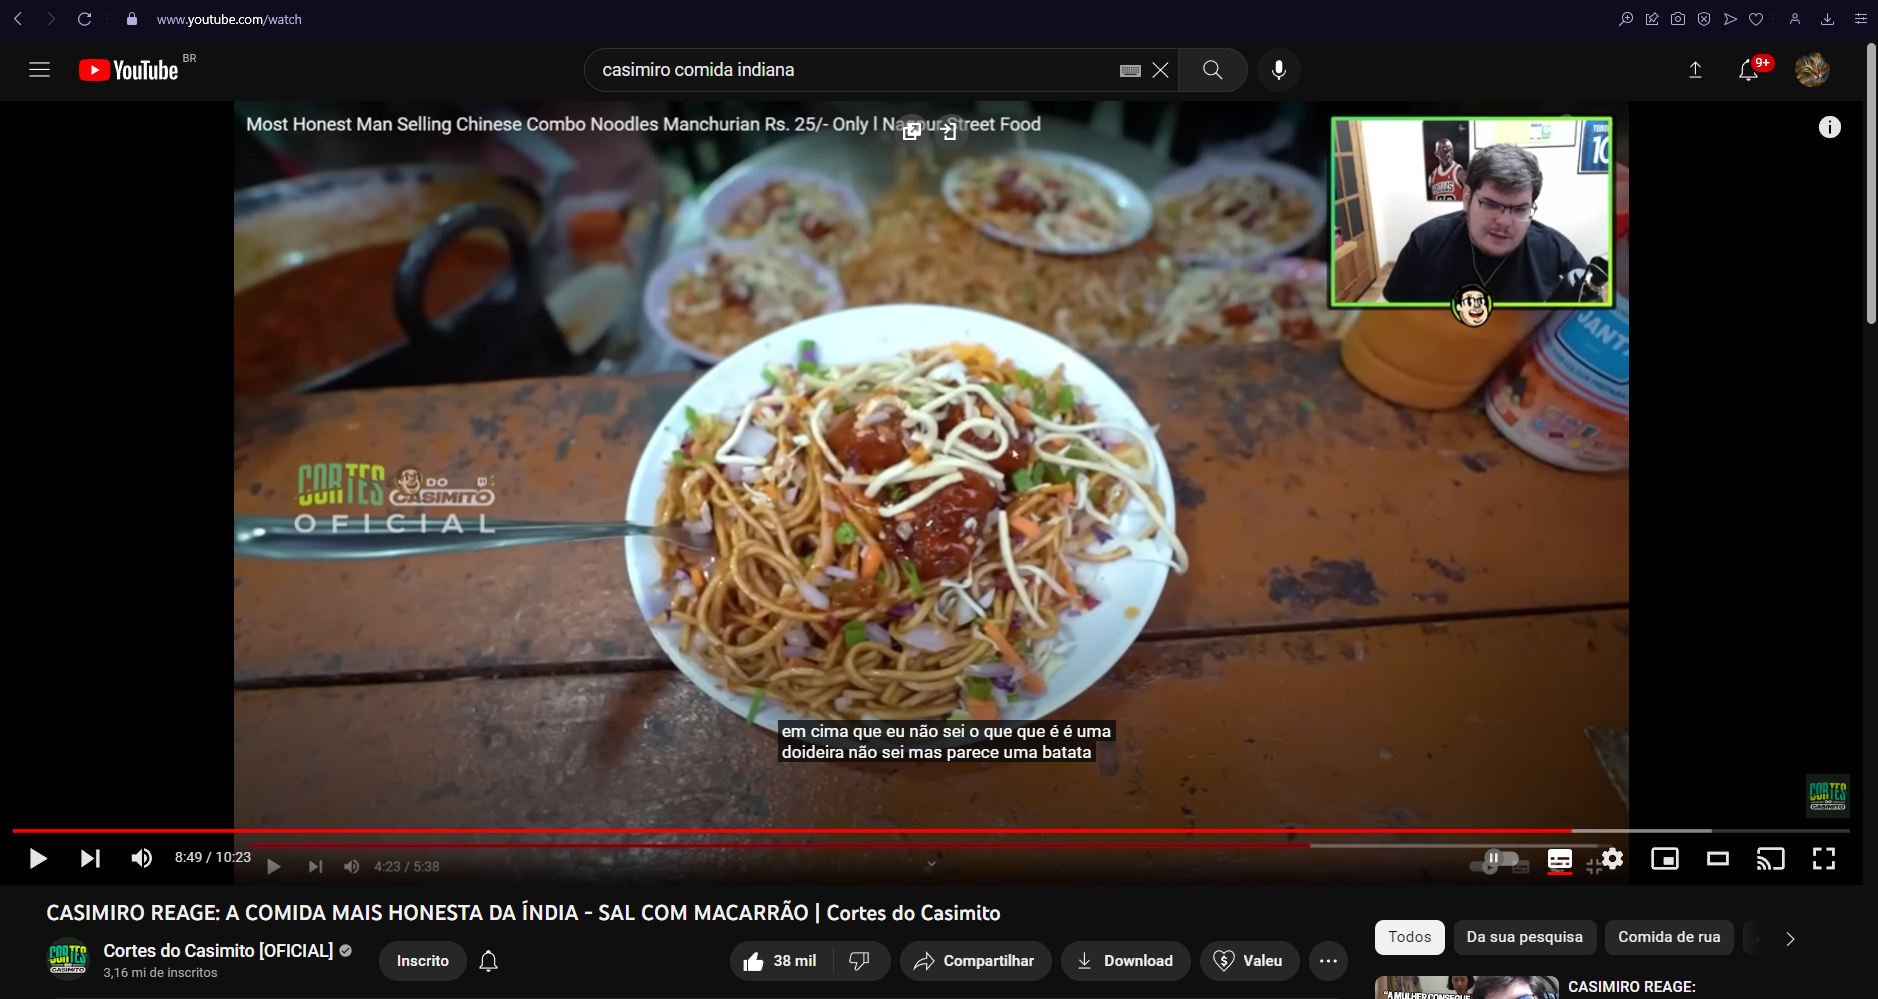 www.youtube.com/watch
YouTube BR
casimiro comida indiana
9+
Most Honest Man Selling Chinese Combo Noodles Manchurian Rs. 25/- Only l Nagpur Street Food
10
CORTES DO CASIMITO
OFICIAL
em cima que eu não sei o que que é é uma
doideira não sei mas parece uma batata
CORTES
8:49 / 10:23
4:23 / 5:38
CASIMIRO REAGE: A COMIDA MAIS HONESTA DA ÍNDIA - SAL COM MACARRÃO | Cortes do Casimito
Cortes do Casimito [OFICIAL]
3,16 mi de inscritos
Inscrito
38 mil
Compartilhar
Download
Valeu
Todos
Da sua pesquisa
Comida de rua
CASIMIRO REAGE: